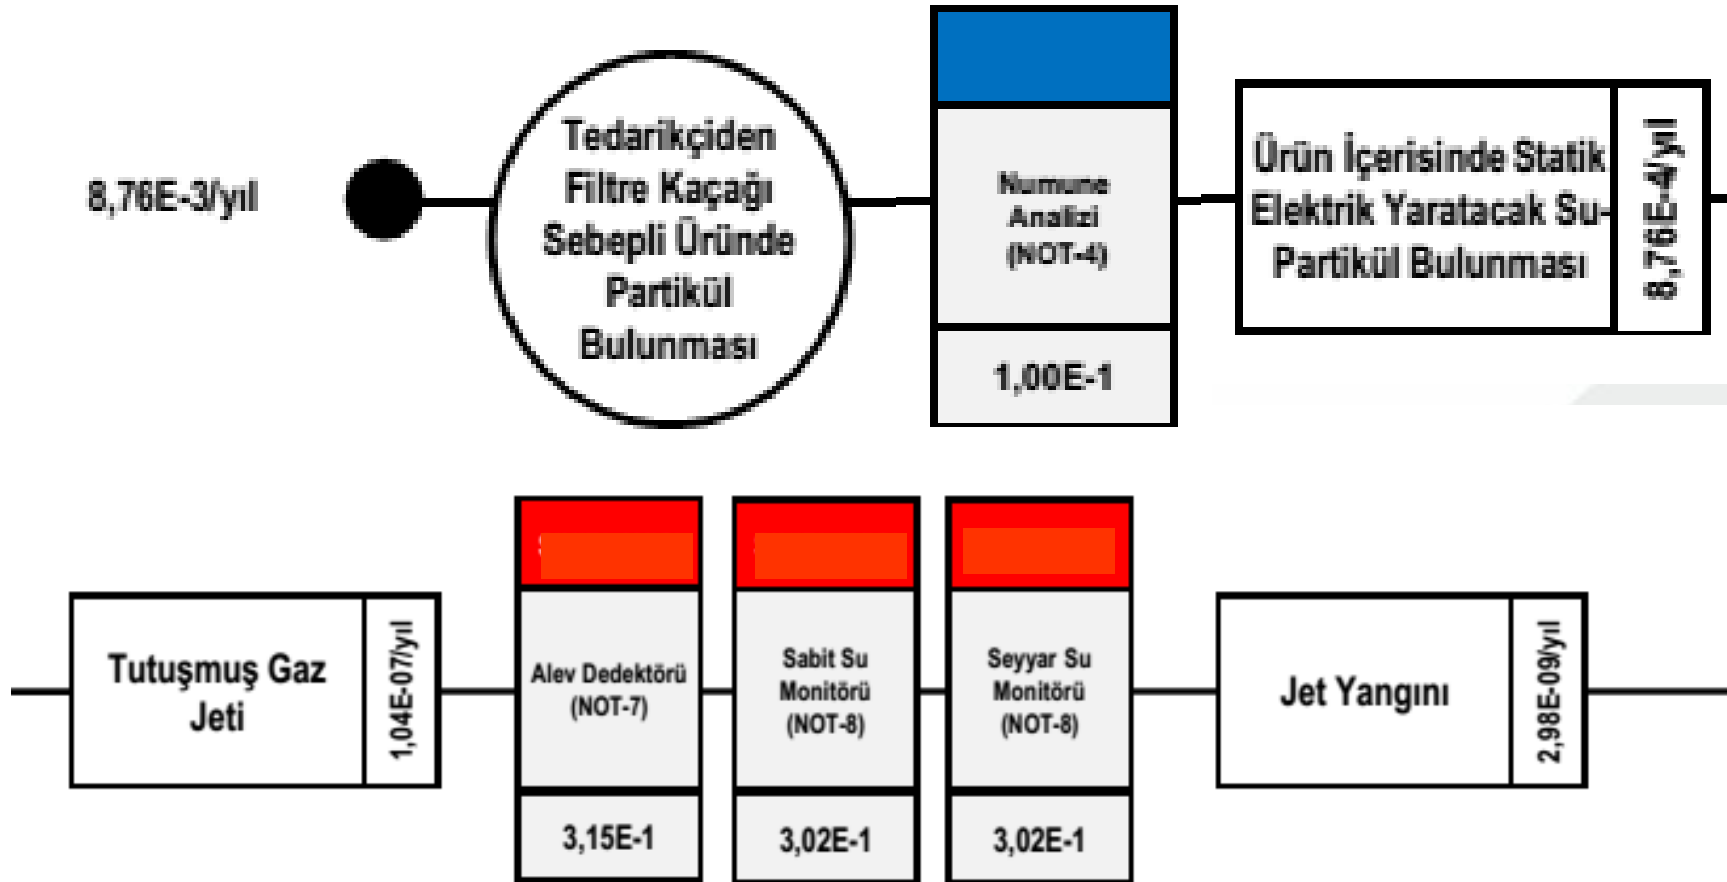 8,76E-3/yıl
Tedarikçiden
Filtre Kaçağı
Sebepli Üründe
Partikül
Bulunması
Numune
Analizi
(NOT-4)
1,00E-1
Ürün İçerisinde Statik
Elektrik Yaratacak Su-
Partikül Bulunması
8,76E-4/yıl
Tutuşmuş Gaz
Jeti
1,04E-07/yıl
Alev Dedektörü
(NOT-7)
3,15E-1
Sabit Su
Monitörü
(NOT-8)
3,02E-1
Seyyar Su
Monitörü
(NOT-8)
3,02E-1
Jet Yangını
2,98E-09/yıl